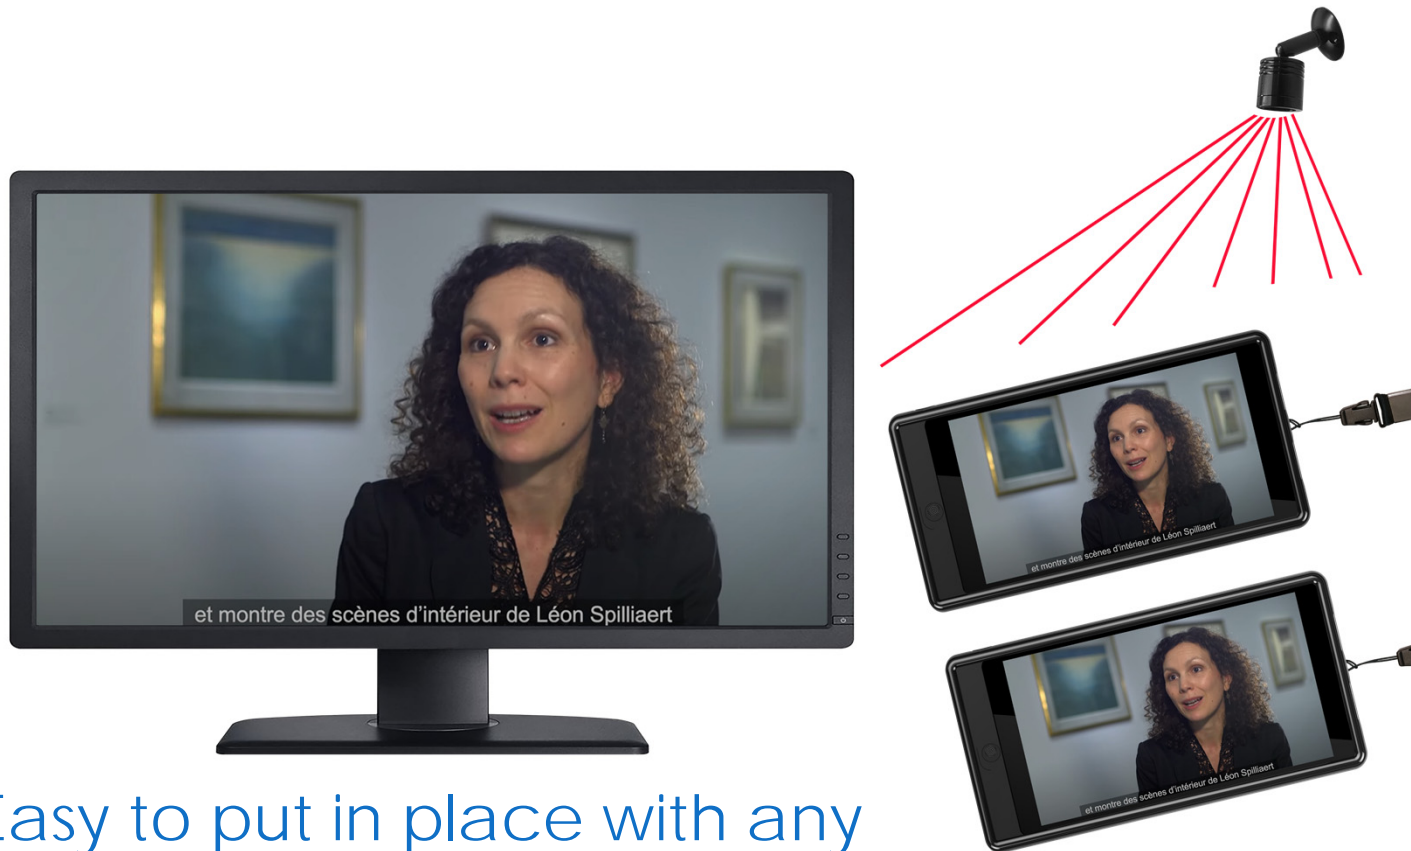 et montre des scènes d'intérieur de Léon Spilliaert
et montre des scènes d'intérieur de Léon Spilliaert
et montre des scènes d'intérieur de Léon Spilliaert
Easy to put in place with any